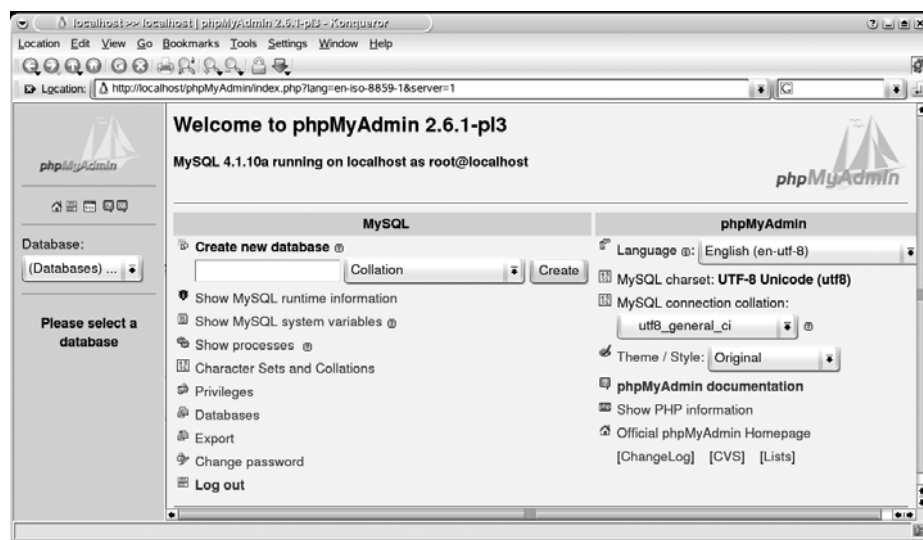 localhost >> localhost | phpMyAdmin 2.6.1-pl3 - Konqueror
Location Edit View Go Bookmarks Tools Settings Window Help
Location: http://localhost/phpMyAdmin/index.php?lang=en-iso-8859-1&server=1
phpMyAdmin
Database:
(Databases) ...
Please select a
database
Welcome to phpMyAdmin 2.6.1-pl3
MySQL 4.1.10a running on localhost as root@localhost
phpMyAdmin
MySQL
Create new database
Collation Create
Show MySQL runtime information
Show MySQL system variables
Show processes
Character Sets and Collations
Privileges
Databases
Export
Change password
Log out
phpMyAdmin
Language : English (en-utf-8)
MySQL charset: UTF-8 Unicode (utf8)
MySQL connection collation:
utf8_general_ci
Theme / Style: Original
phpMyAdmin documentation
Show PHP information
Official phpMyAdmin Homepage
[ChangeLog] [CVS] [Lists]